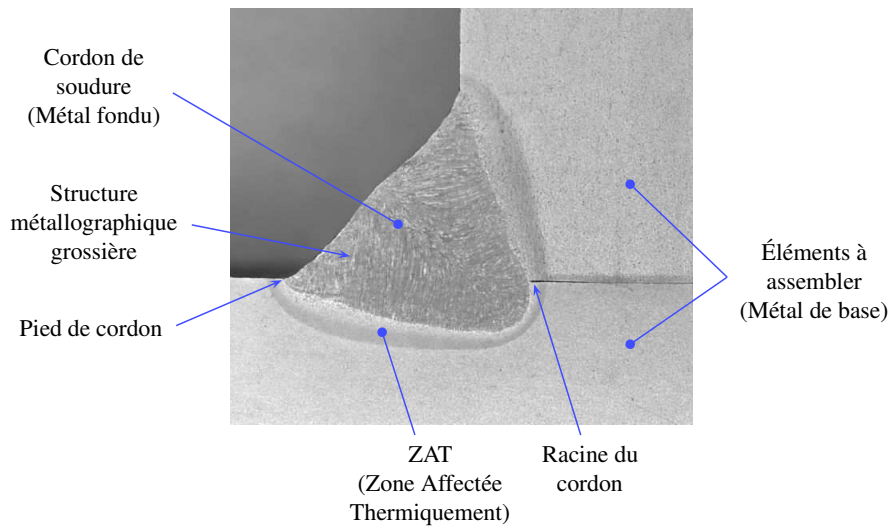 Cordon de
soudure
(Métal fondu)
Structure
métallographique
grossière
Pied de cordon
ZAT
(Zone Affectée
Thermiquement)
Racine du
cordon
Éléments à
assembler
(Métal de base)